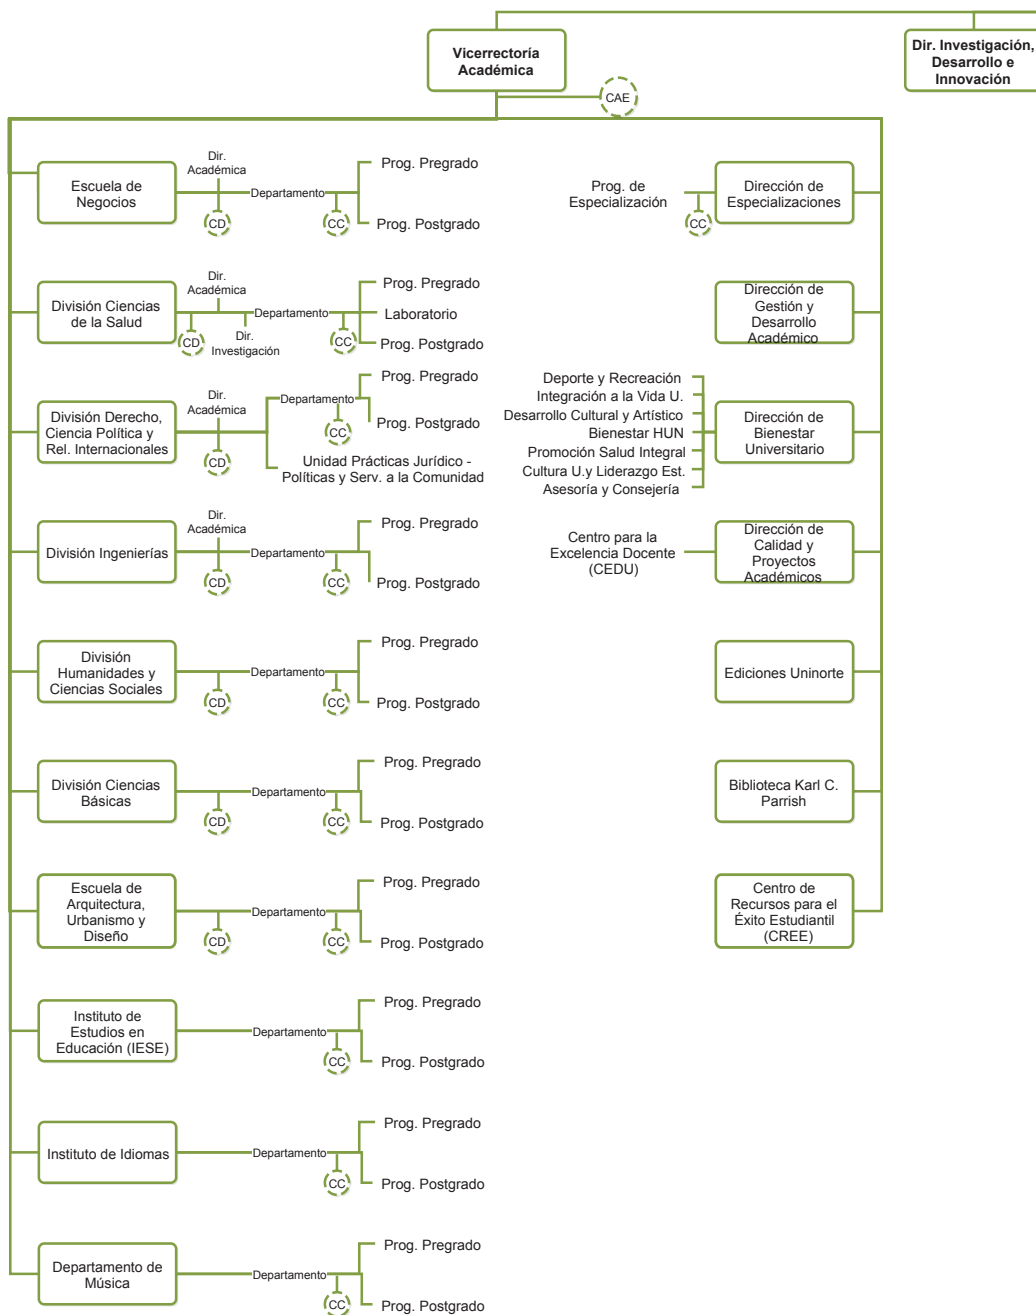 Vicerrectoría
Académica
Dir. Investigación,
Desarrollo e
Innovación
CAE
Escuela de
Negocios
Dir.
Académica
CD
Departamento
CC
Prog. Pregrado
Prog. Postgrado
División Ciencias
de la Salud
Dir.
Académica
CD
Dir.
Investigación
Departamento
CC
Prog. Pregrado
Laboratorio
Prog. Postgrado
División Derecho,
Ciencia Política y
Rel. Internacionales
Dir.
Académica
CD
Departamento
CC
Prog. Pregrado
Prog. Postgrado
Unidad Prácticas Jurídico -
Políticas y Serv. a la Comunidad
División Ingenierías
Dir.
Académica
CD
Departamento
CC
Prog. Pregrado
Prog. Postgrado
División
Humanidades y
Ciencias Sociales
CD
Departamento
CC
Prog. Pregrado
Prog. Postgrado
División Ciencias
Básicas
CD
Departamento
CC
Prog. Pregrado
Prog. Postgrado
Escuela de
Arquitectura,
Urbanismo y
Diseño
CD
Departamento
CC
Prog. Pregrado
Prog. Postgrado
Instituto de
Estudios en
Educación (IESE)
Departamento
CC
Prog. Pregrado
Prog. Postgrado
Instituto de Idiomas
Departamento
CC
Prog. Pregrado
Prog. Postgrado
Departamento de
Música
Departamento
CC
Prog. Pregrado
Prog. Postgrado
Prog. de
Especialización
CC
Dirección de
Especializaciones
Dirección de
Gestión y
Desarrollo
Académico
Deporte y Recreación
Integración a la Vida U.
Desarrollo Cultural y Artístico
Bienestar HUN
Promoción Salud Integral
Cultura U.y Liderazgo Est.
Asesoría y Consejería
Dirección de
Bienestar
Universitario
Centro para la
Excelencia Docente
(CEDU)
Dirección de
Calidad y
Proyectos
Académicos
Ediciones Uninorte
Biblioteca Karl C.
Parrish
Centro de
Recursos para el
Éxito Estudiantil
(CREE)